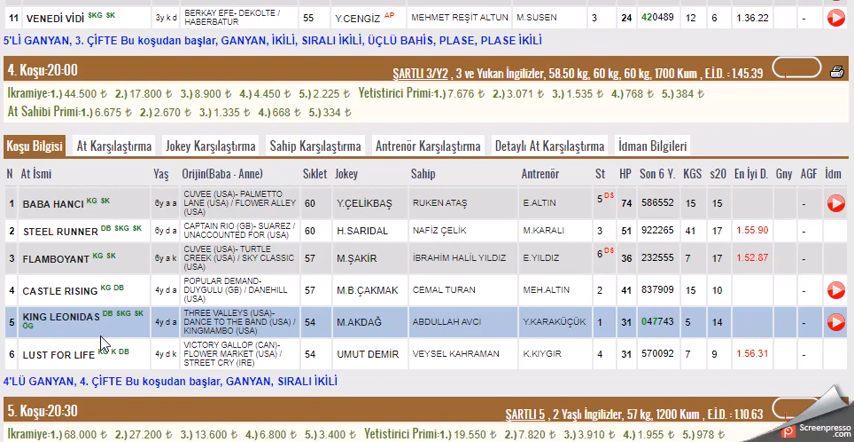 11 VENEDİ VİDİ SKG SK 3y k d BERKAY EFE- DEKOLTE / HABERBATUR 55 Y.CENGİZ AP MEHMET REŞİT ALTUN M.SUSEN 3 24 420489 12 6 1.36.22
5'Lİ GANYAN, 3. ÇİFTE Bu koşudan başlar, GANYAN, İKİLİ, SIRALI İKİLİ, ÜÇLÜ BAHİS, PLASE, PLASE İKİLİ
4. Koşu:20:00 ŞARTLI 3/Y2 , 3 ve Yukarı İngilizler, 58.50 kg, 60 kg, 60 kg, 1700 Kum , E.İ.D. : 1.45.39
İkramiye:1.) 44.500 ₺ 2.) 17.800 ₺ 3.) 8.900 ₺ 4.) 4.450 ₺ 5.) 2.225 ₺ Yetistirici Primi:1.) 7.676 ₺ 2.) 3.071 ₺ 3.) 1.535 ₺ 4.) 768 ₺ 5.) 384 ₺
At Sahibi Primi:1.) 6.675 ₺ 2.) 2.670 ₺ 3.) 1.335 ₺ 4.) 668 ₺ 5.) 334 ₺
Koşu Bilgisi At Karşılaştırma Jokey Karşılaştırma Sahip Karşılaştırma Antrenör Karşılaştırma Detaylı At Karşılaştırma İdman Bilgileri
N At İsmi Yaş Orijin(Baba - Anne) Sıklet Jokey Sahip Antrenör St HP Son 6 Y. KGS s20 En İyi D. Gny AGF İdm
1 BABA HANCI KG SK 6y a a CUVEE (USA)- PALMETTO LANE (USA) / FLOWER ALLEY (USA) 60 Y.ÇELİKBAŞ RUKEN ATAŞ E.ALTIN 5 DS 74 586552 15 15 -
2 STEEL RUNNER DB SKG SK 6y d a CAPTAIN RIO (GB)- SUAREZ / UNACCOUNTED FOR (USA) 60 H.SARIDAL NAFİZ ÇELİK M.KARALI 3 51 922265 41 17 1.55.90 -
3 FLAMBOYANT KG SK 6y k a CUVEE (USA)- TURTLE CREEK (USA) / SKY CLASSIC (USA) 57 M.ŞAKİR İBRAHİM HALİL YILDIZ E.YILDIZ 6 DS 36 232555 7 17 1.52.87 -
4 CASTLE RISING KG DB 4y d a POPULAR DEMAND- DUYGULU (GB) / DANEHILL (USA) 57 M.B.ÇAKMAK CEMAL TURAN MEH.ALTIN 2 41 837909 15 10 -
5 KING LEONIDAS DB SKG SK ÖG 4y d a THREE VALLEYS (USA)- DANCE TO THE BAND (USA) / KINGMAMBO (USA) 54 M.AKDAĞ ABDULLAH AVCI Y.KARAKÜÇÜK 1 31 047743 5 14 -
6 LUST FOR LIFE K DB 4y d k VICTORY GALLOP (CAN)- FLOWER MARKET (USA) / STREET CRY (IRE) 54 UMUT DEMİR VEYSEL KAHRAMAN K.KIYGIR 4 31 570092 7 9 1.56.31 -
4'LÜ GANYAN, 4. ÇİFTE Bu koşudan başlar, GANYAN, SIRALI İKİLİ
5. Koşu:20:30 ŞARTLI 5 , 2 Yaşlı İngilizler, 57 kg, 1200 Kum , E.İ.D. : 1.10.63
İkramiye:1.) 68.000 ₺ 2.) 27.200 ₺ 3.) 13.600 ₺ 4.) 6.800 ₺ 5.) 3.400 ₺ Yetistirici Primi:1.) 19.550 ₺ 2.) 7.820 ₺ 3.) 3.910 ₺ 4.) 1.955 ₺ 5.) 978 ₺
Screenpresso.com